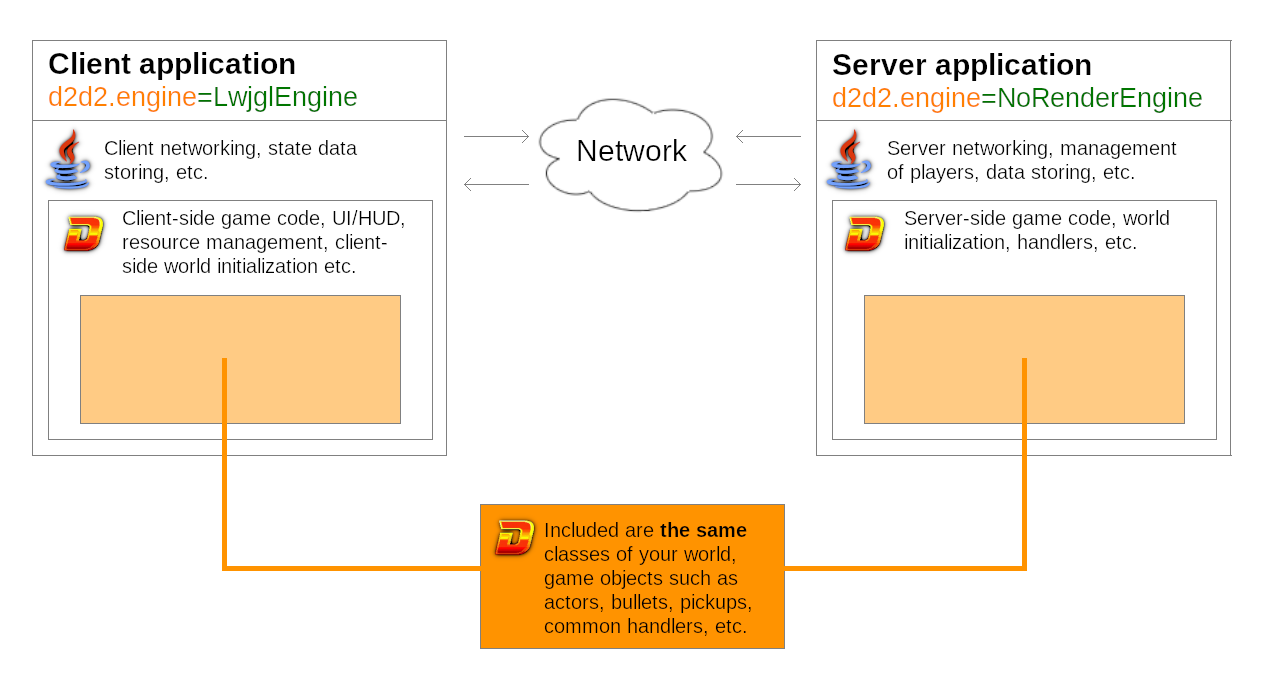 Client application
d2d2.engine=LwjglEngine
Client networking, state data
storing, etc.
Client-side game code, UI/HUD,
resource management, client-
side world initialization etc.
Network
Server application
d2d2.engine=NoRenderEngine
Server networking, management
of players, data storing, etc.
Server-side game code, world
initialization, handlers, etc.
Included are the same
classes of your world,
game objects such as
actors, bullets, pickups,
common handlers, etc.